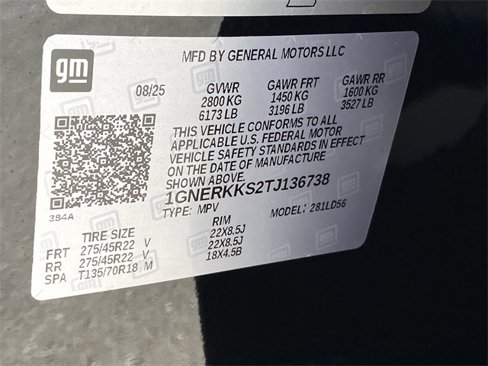 gm
MFD BY GENERAL MOTORS LLC
08/25 GVWR GAWR FRT GAWR RR
2800 KG 1450 KG 1600 KG
6173 LB 3196 LB 3527 LB
THIS VEHICLE CONFORMS TO ALL
APPLICABLE U.S. FEDERAL MOTOR
VEHICLE SAFETY STANDARDS IN EFFECT
ON THE DATE OF MANUFACTURE
SHOWN ABOVE.
1GNERKKS2TJ136738
TYPE: MPV MODEL: 281LD56
394A
TIRE SIZE RIM
FRT 275/45R22 V 22X8.5J
RR 275/45R22 V 22X8.5J
SPA T135/70R18 M 18X4.5B